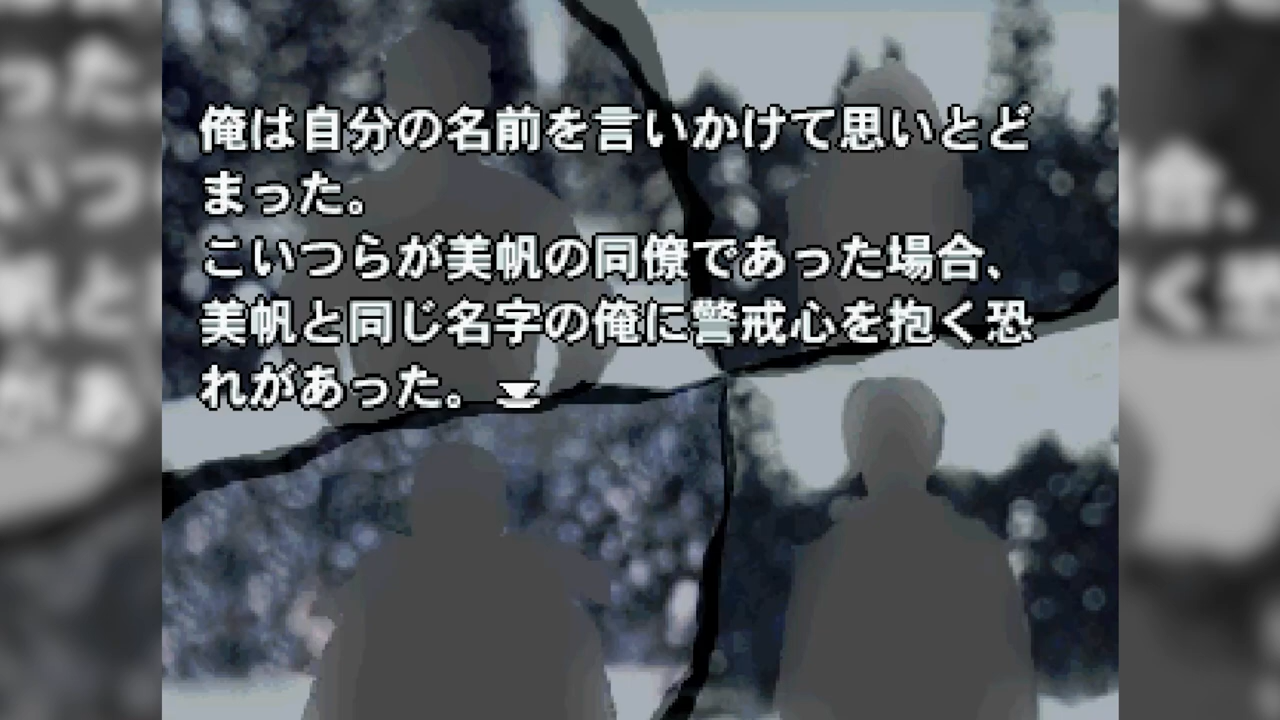 俺は自分の名前を言いかけて思いとど
まった。
こいつらが美帆の同僚であった場合、
美帆と同じ名字の俺に警戒心を抱く恐
れがあった。